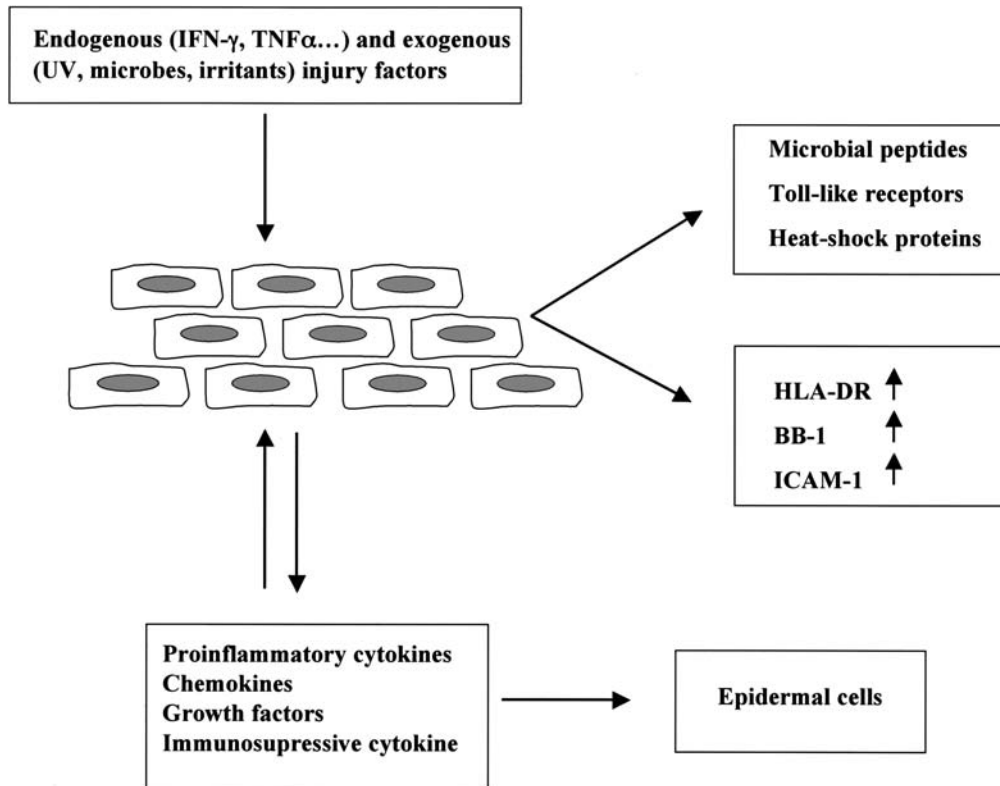 Endogenous (IFN-γ, TNFα…) and exogenous
(UV, microbes, irritants) injury factors
Microbial peptides
Toll-like receptors
Heat-shock proteins
HLA-DR
BB-1
ICAM-1
Proinflammatory cytokines
Chemokines
Growth factors
Immunosupressive cytokine
Epidermal cells